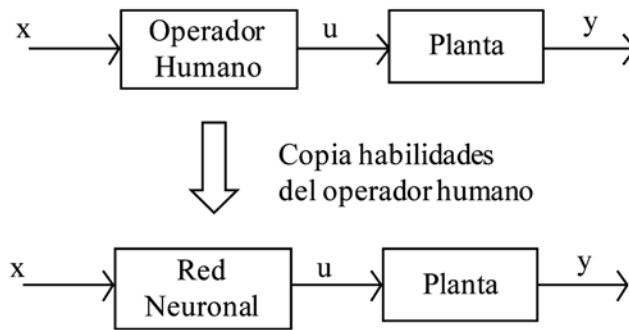 x
Operador
Humano
u
Planta
y
Copia habilidades
del operador humano
x
Red
Neuronal
u
Planta
y